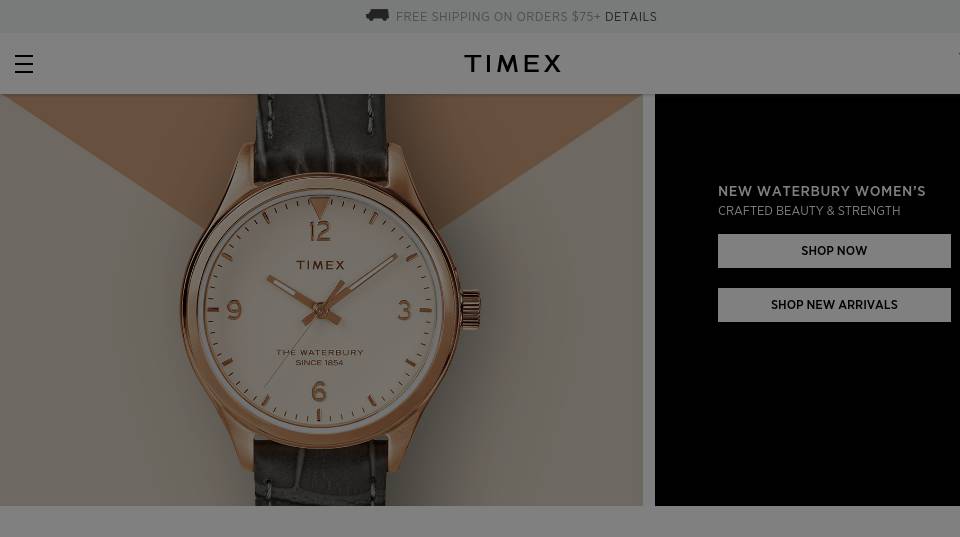 FREE SHIPPING ON ORDERS $75+ DETAILS
TIMEX
12
TIMEX
9
3
THE WATERBURY
SINCE 1854
6
NEW WATERBURY WOMEN'S
CRAFTED BEAUTY & STRENGTH
SHOP NOW
SHOP NEW ARRIVALS